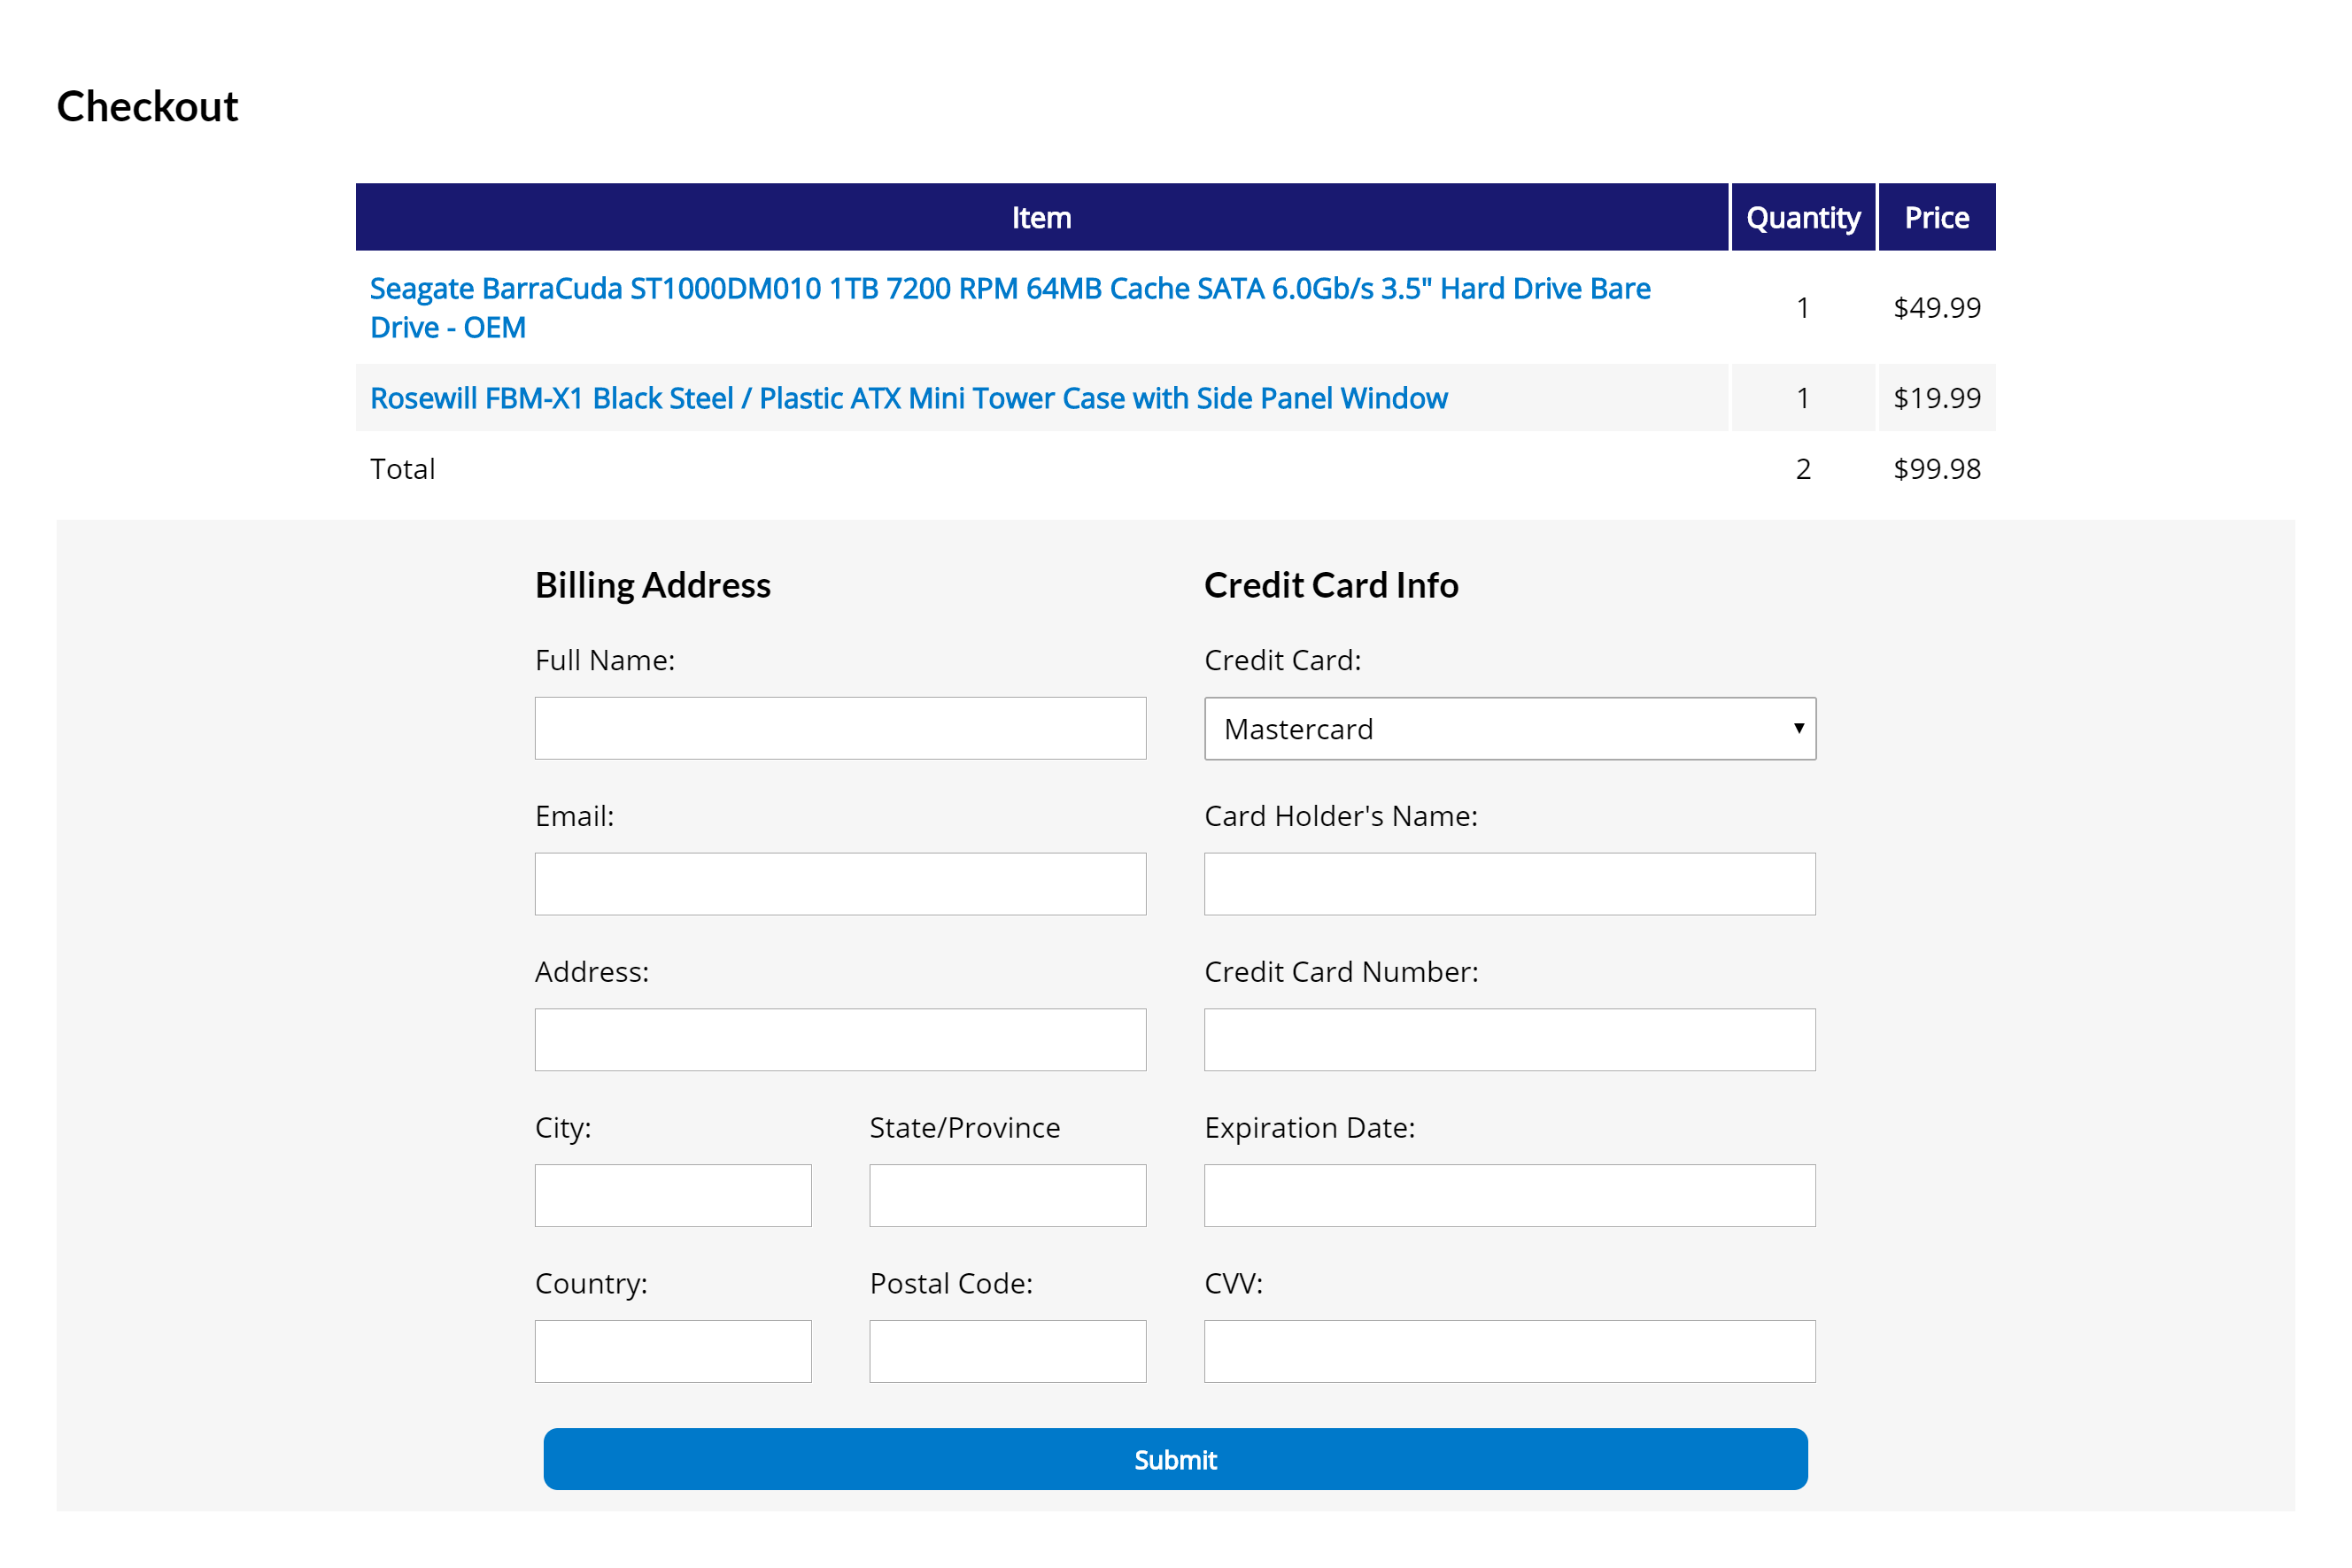 Checkout
Item Quantity Price
Seagate BarraCuda ST1000DM010 1TB 7200 RPM 64MB Cache SATA 6.0Gb/s 3.5" Hard Drive Bare
Drive - OEM 1 $49.99
Rosewill FBM-X1 Black Steel / Plastic ATX Mini Tower Case with Side Panel Window 1 $19.99
Total 2 $99.98
Billing Address
Full Name:
Email:
Address:
City: State/Province
Country: Postal Code:
Credit Card Info
Credit Card:
Mastercard
Card Holder's Name:
Credit Card Number:
Expiration Date:
CVV:
Submit